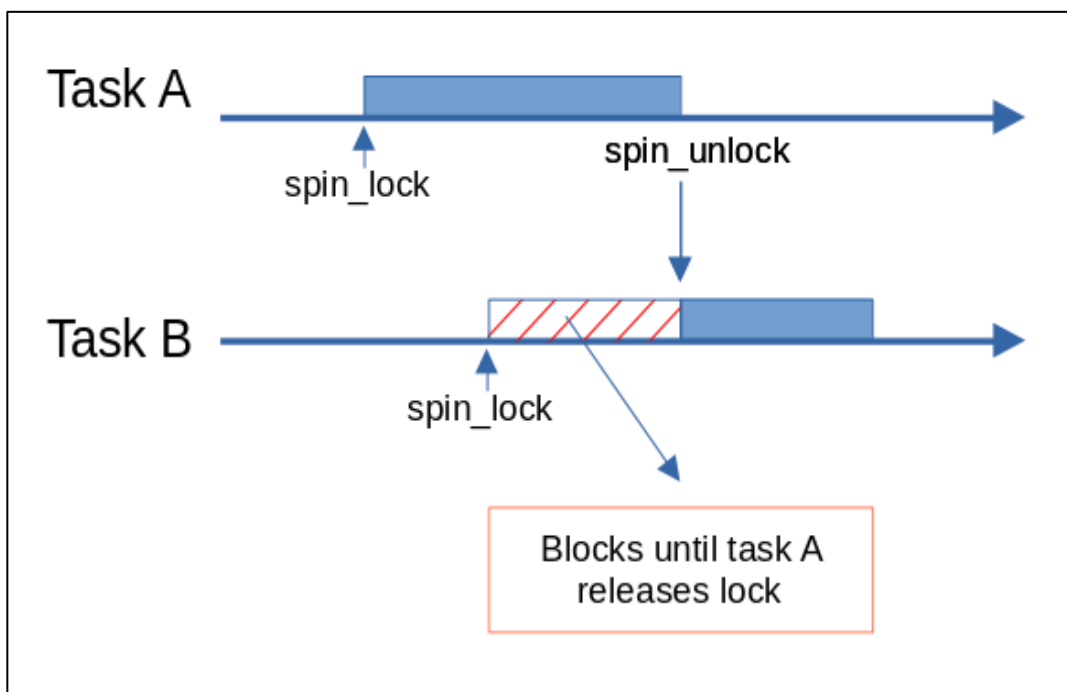 Task A
spin_lock
spin_unlock
Task B
spin_lock
Blocks until task A
releases lock